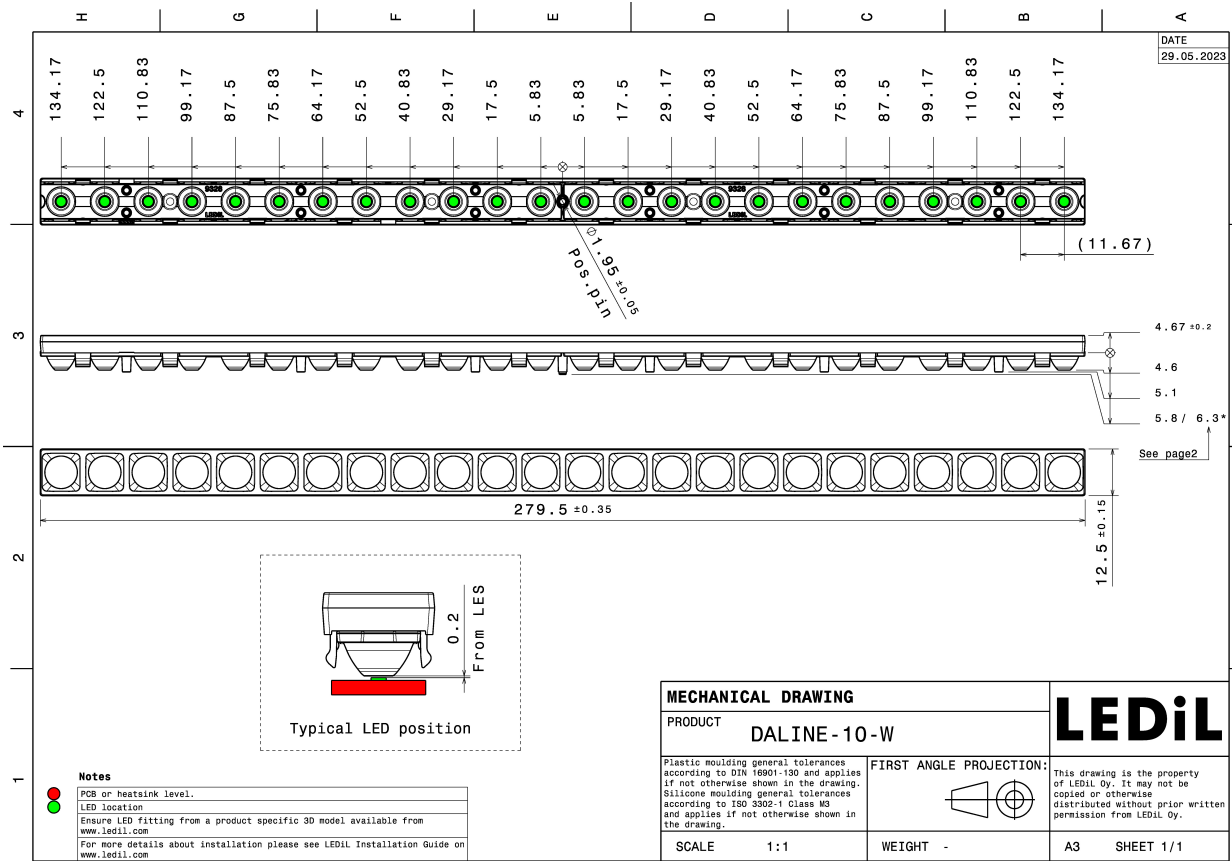 H G F E D C B A
DATE
29.05.2023
4
134.17 122.5 110.83 99.17 87.5 75.83 64.17 52.5 40.83 29.17 17.5 5.83 5.83 17.5 29.17 40.83 52.5 64.17 75.83 87.5 99.17 110.83 122.5 134.17
9326 9326
LEDiL LEDiL
(11.67)
Ø1.95 ±0.05
Pos.pin
3
4.67 ±0.2
4.6
5.1
5.8/ 6.3*
See page2
279.5 ±0.35
12.5 ±0.15
2
0.2
From LES
Typical LED position
1
Notes
PCB or heatsink level.
LED location
Ensure LED fitting from a product specific 3D model available from
www.ledil.com
For more details about installation please see LEDiL Installation Guide on
www.ledil.com
MECHANICAL DRAWING
PRODUCT
DALINE-10-W
LEDiL
Plastic moulding general tolerances
according to DIN 16901-130 and applies
if not otherwise shown in the drawing.
Silicone moulding general tolerances
according to ISO 3302-1 Class M3
and applies if not otherwise shown in
the drawing.
FIRST ANGLE PROJECTION:
This drawing is the property
of LEDiL Oy. It may not be
copied or otherwise
distributed without prior written
permission from LEDiL Oy.
SCALE 1:1
WEIGHT -
A3 SHEET 1/1